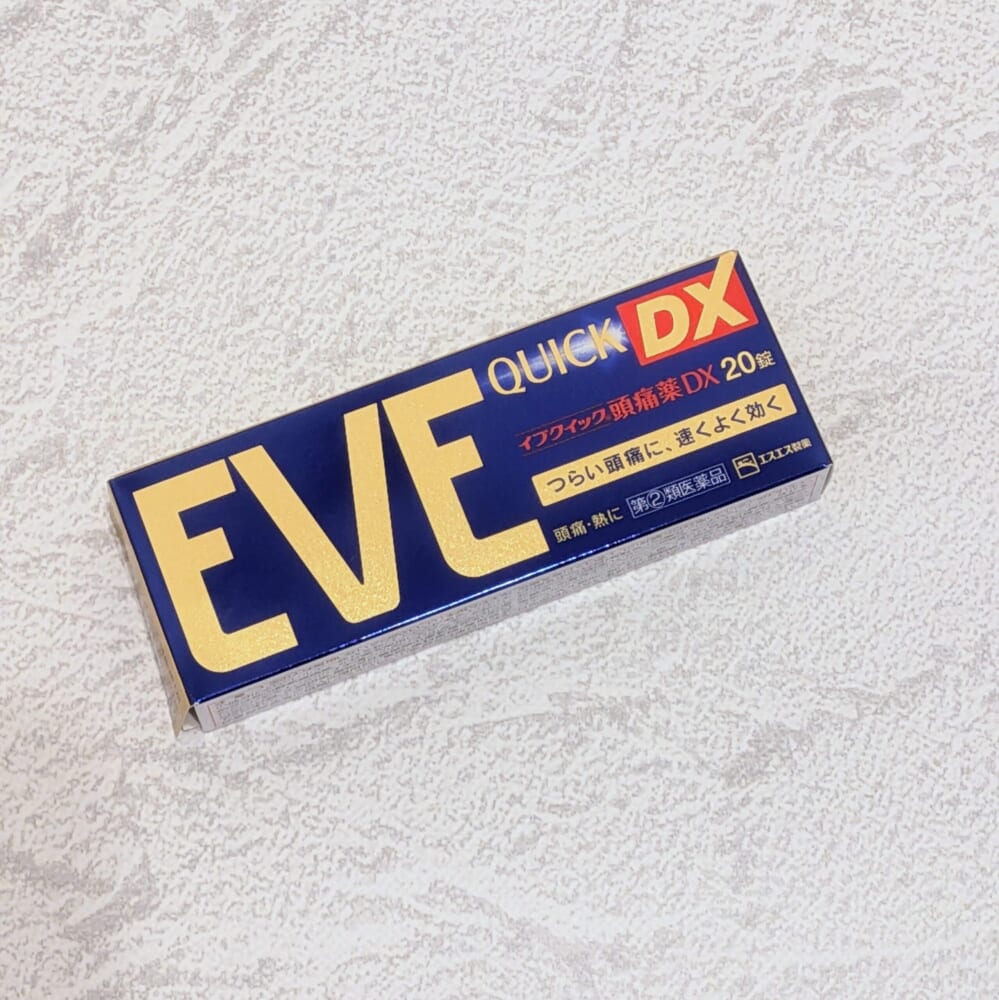 EVE
QUICK DX
イブクイック頭痛薬DX 20錠
つらい頭痛に、速くよく効く
頭痛・熱に 第②類医薬品 エスエス製薬